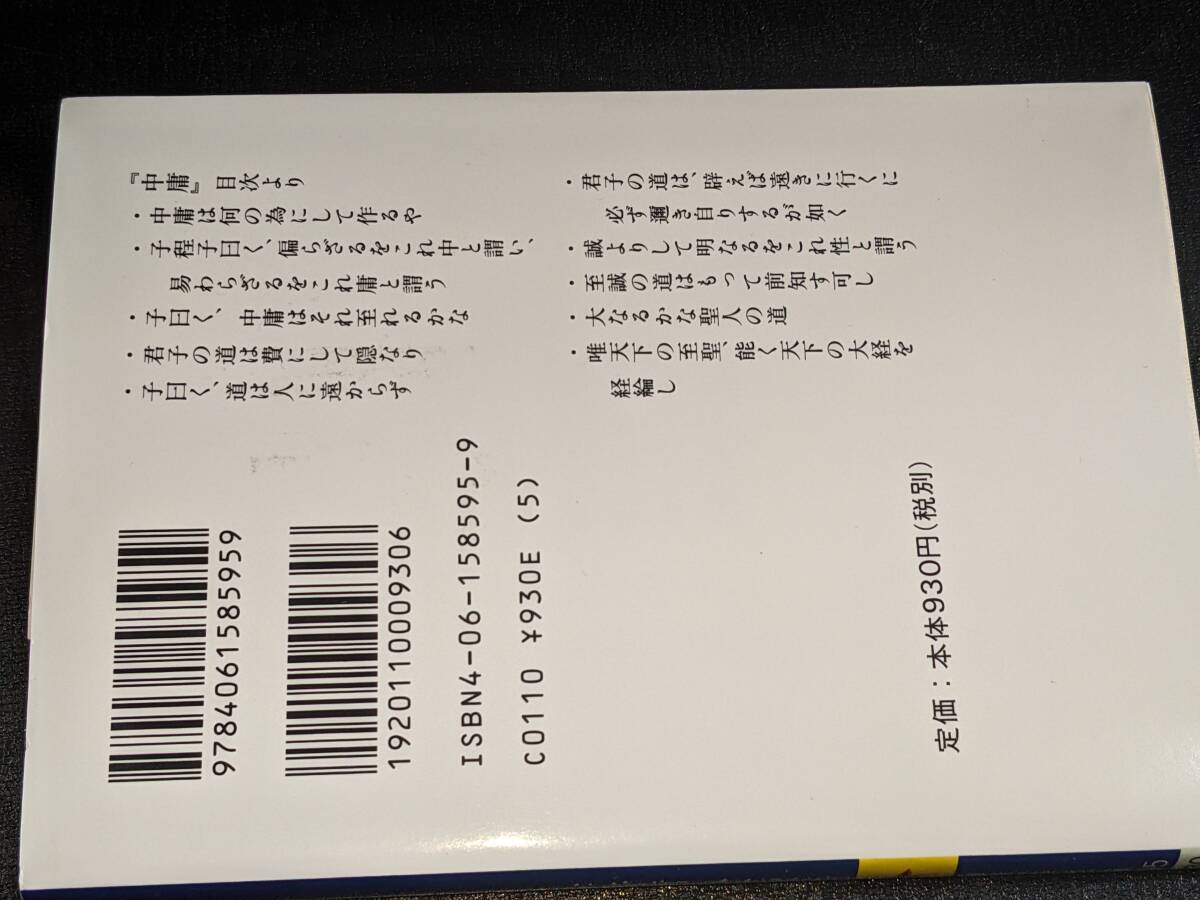 『中庸』目次より
・中庸は何の為にして作るや
・子程子曰く、偏らざるをこれ中と謂い、
易わらざるをこれ庸と謂う
・子曰く、中庸はそれ至れるかな
・君子の道は費にして隠なり
・子曰く、道は人に遠からず
・君子の道は、辟えば遠きに行くに
必ず邇き自りするが如く
・誠よりして明なるをこれ性と謂う
・至誠の道はもって前知す可し
・大なるかな聖人の道
・唯天下の至聖、能く天下の大経を
経綸し
9784061585959
1920110009306
ISBN4-06-158595-9
C0110 ¥930E (5)
定価：本体930円(税別)